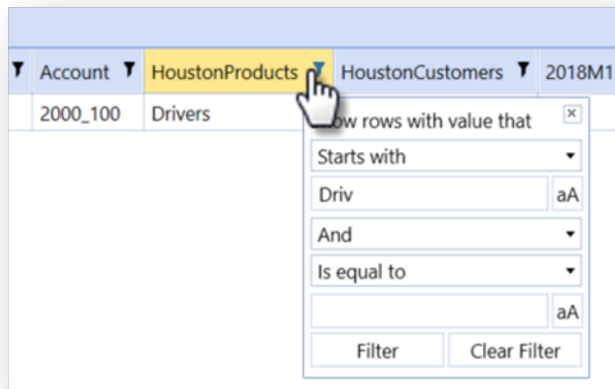 Account HoustonProducts HoustonCustomers 2018M1
2000_100 Drivers
rows with value that
Starts with
Driv aA
And
Is equal to
aA
Filter Clear Filter